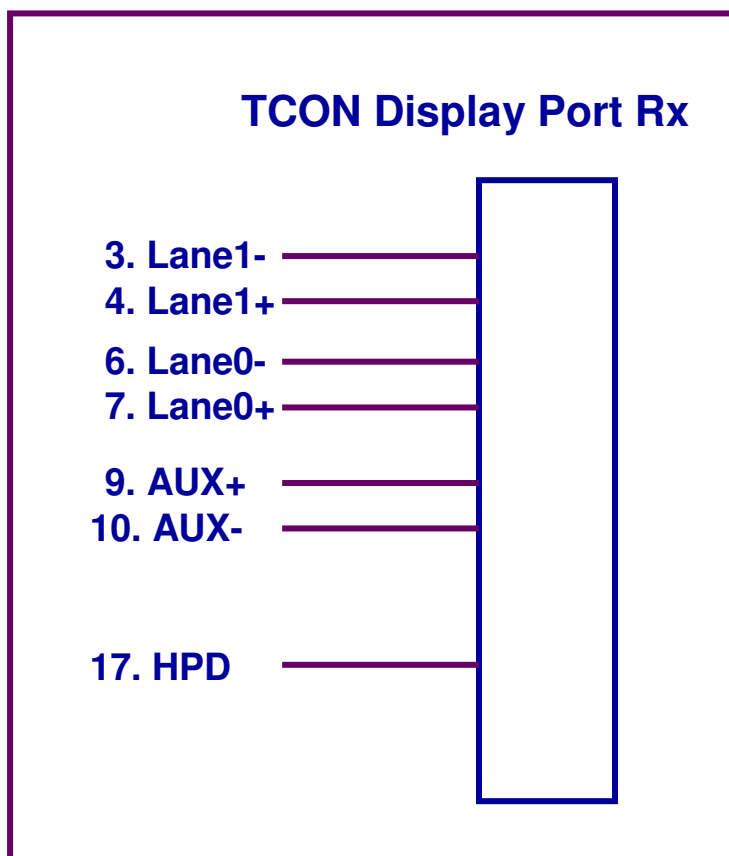 TCON Display Port Rx
3. Lane1-
4. Lane1+
6. Lane0-
7. Lane0+
9. AUX+
10. AUX-
17. HPD